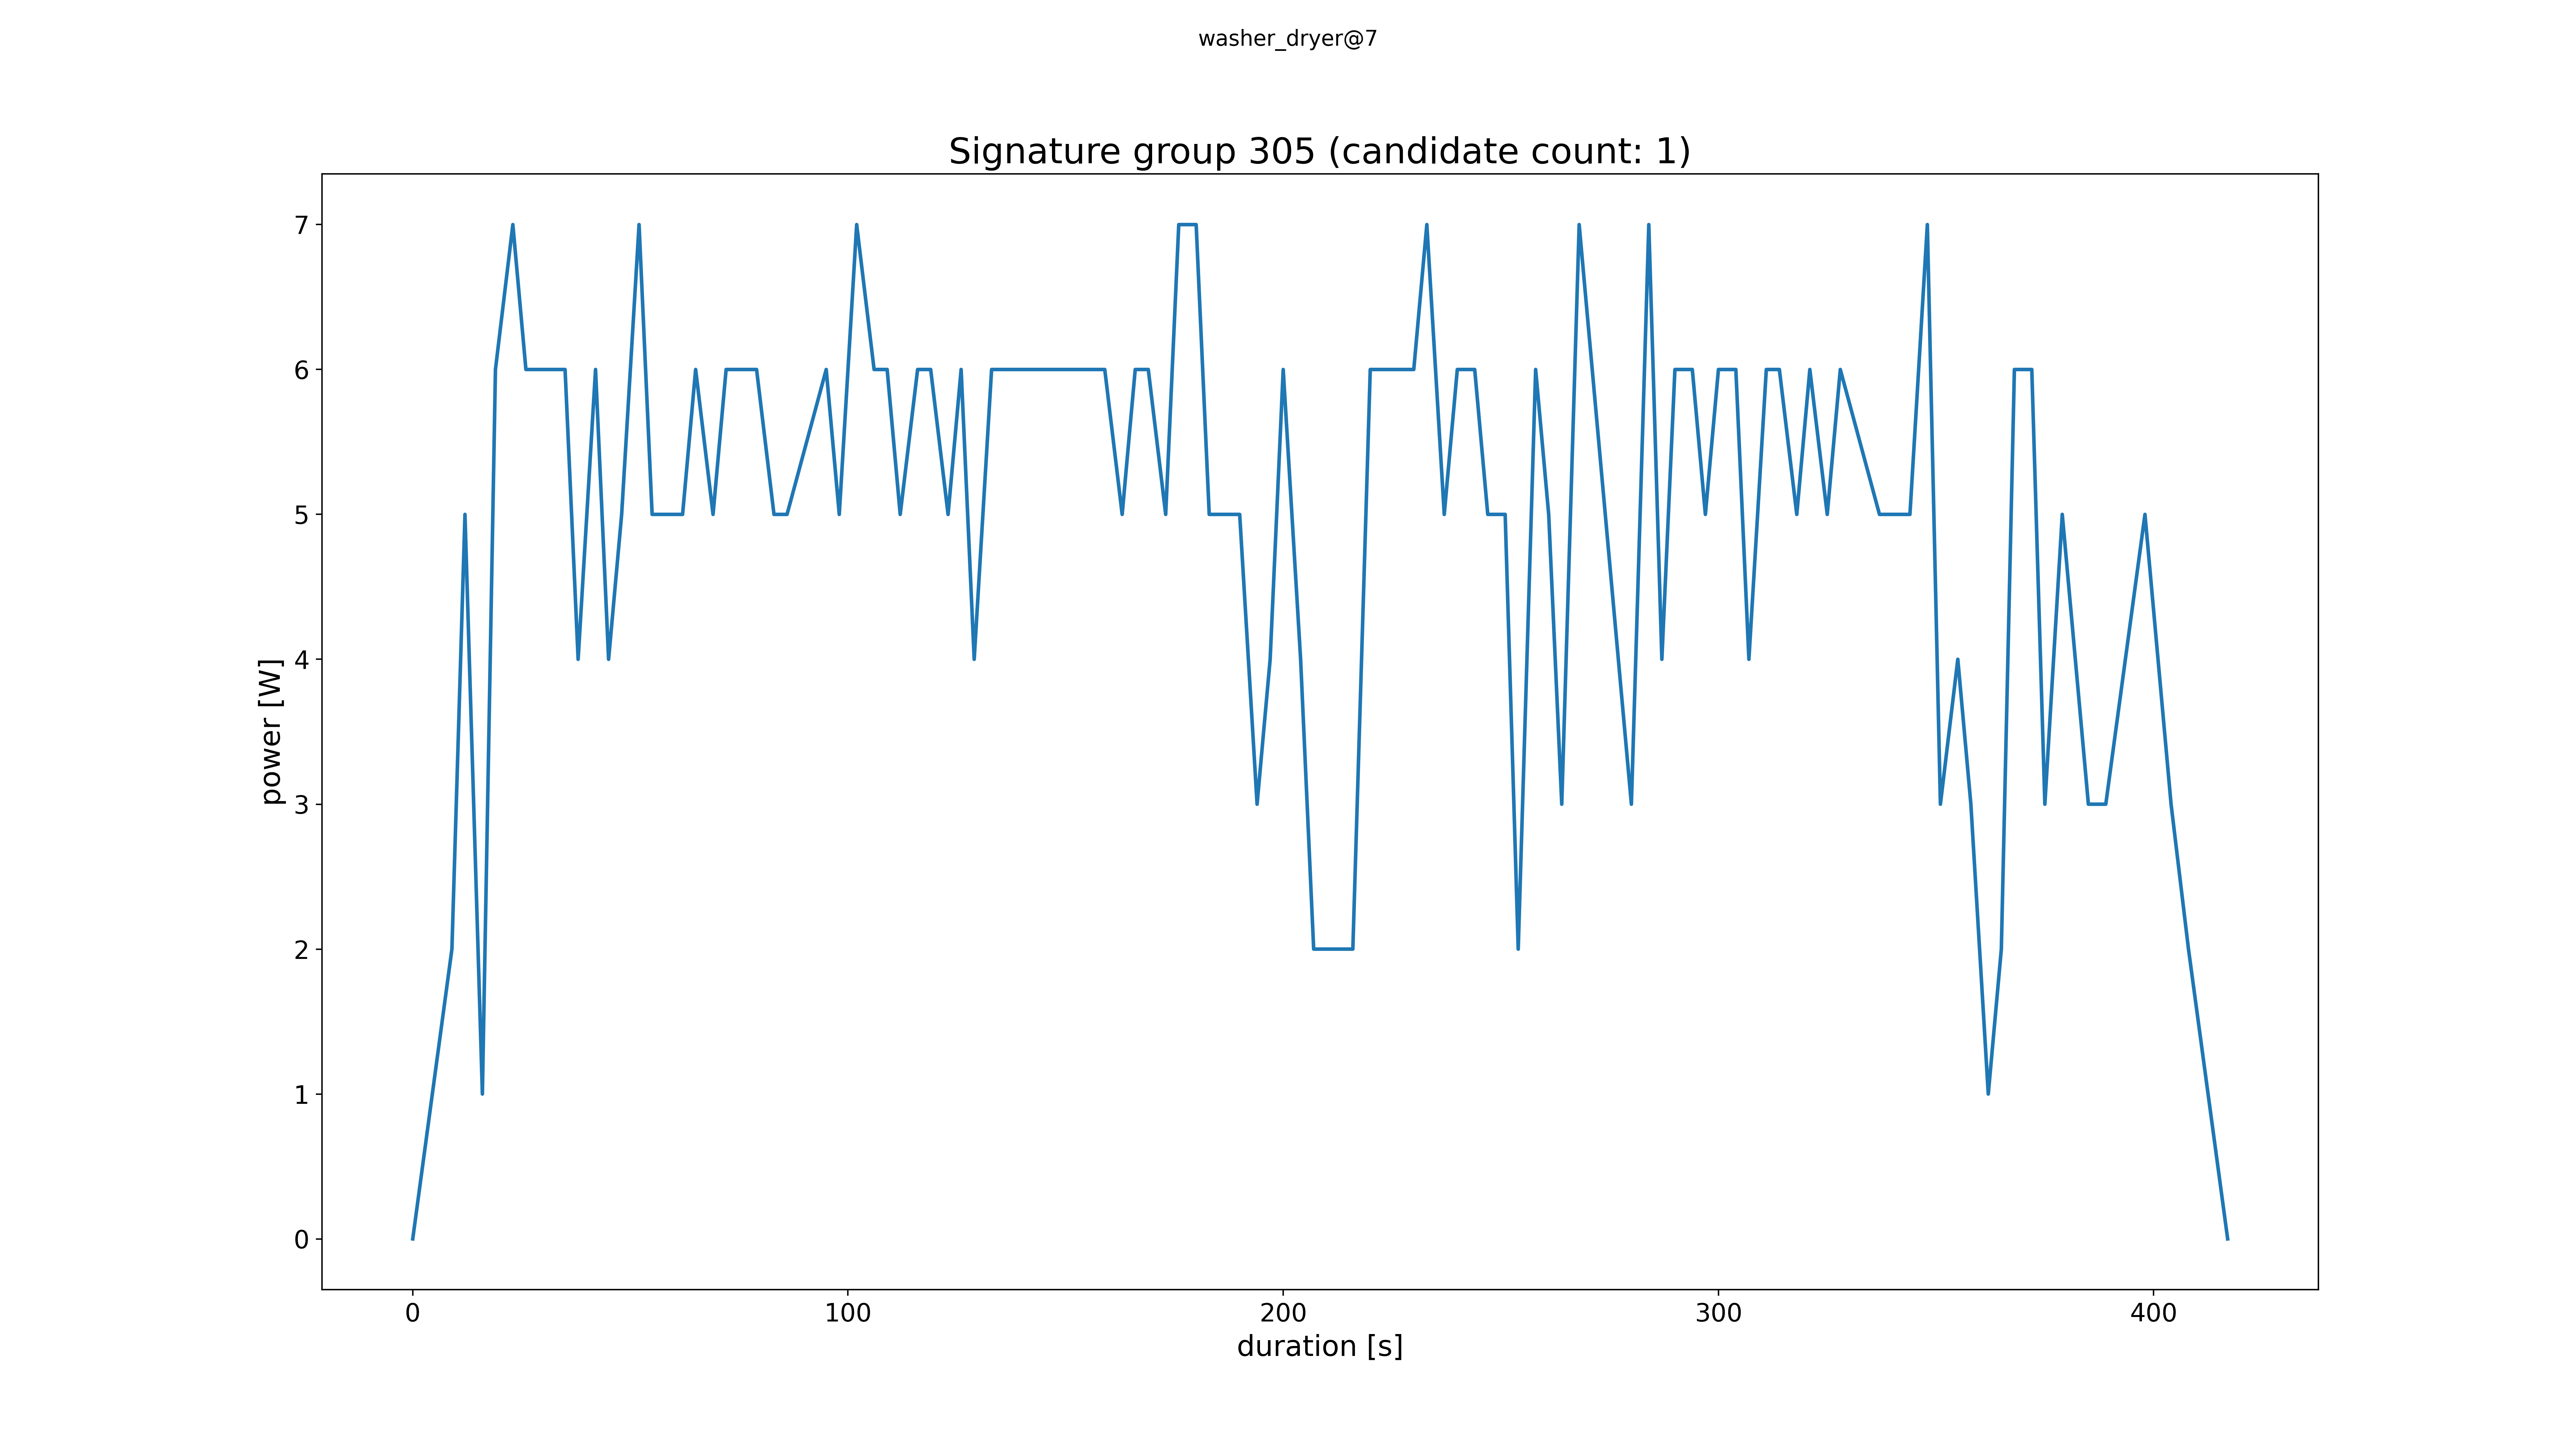 washer_dryer@7
Signature group 305 (candidate count: 1)
7
6
5
4
3
2
1
0
power [W]
0 100 200 300 400
duration [s]